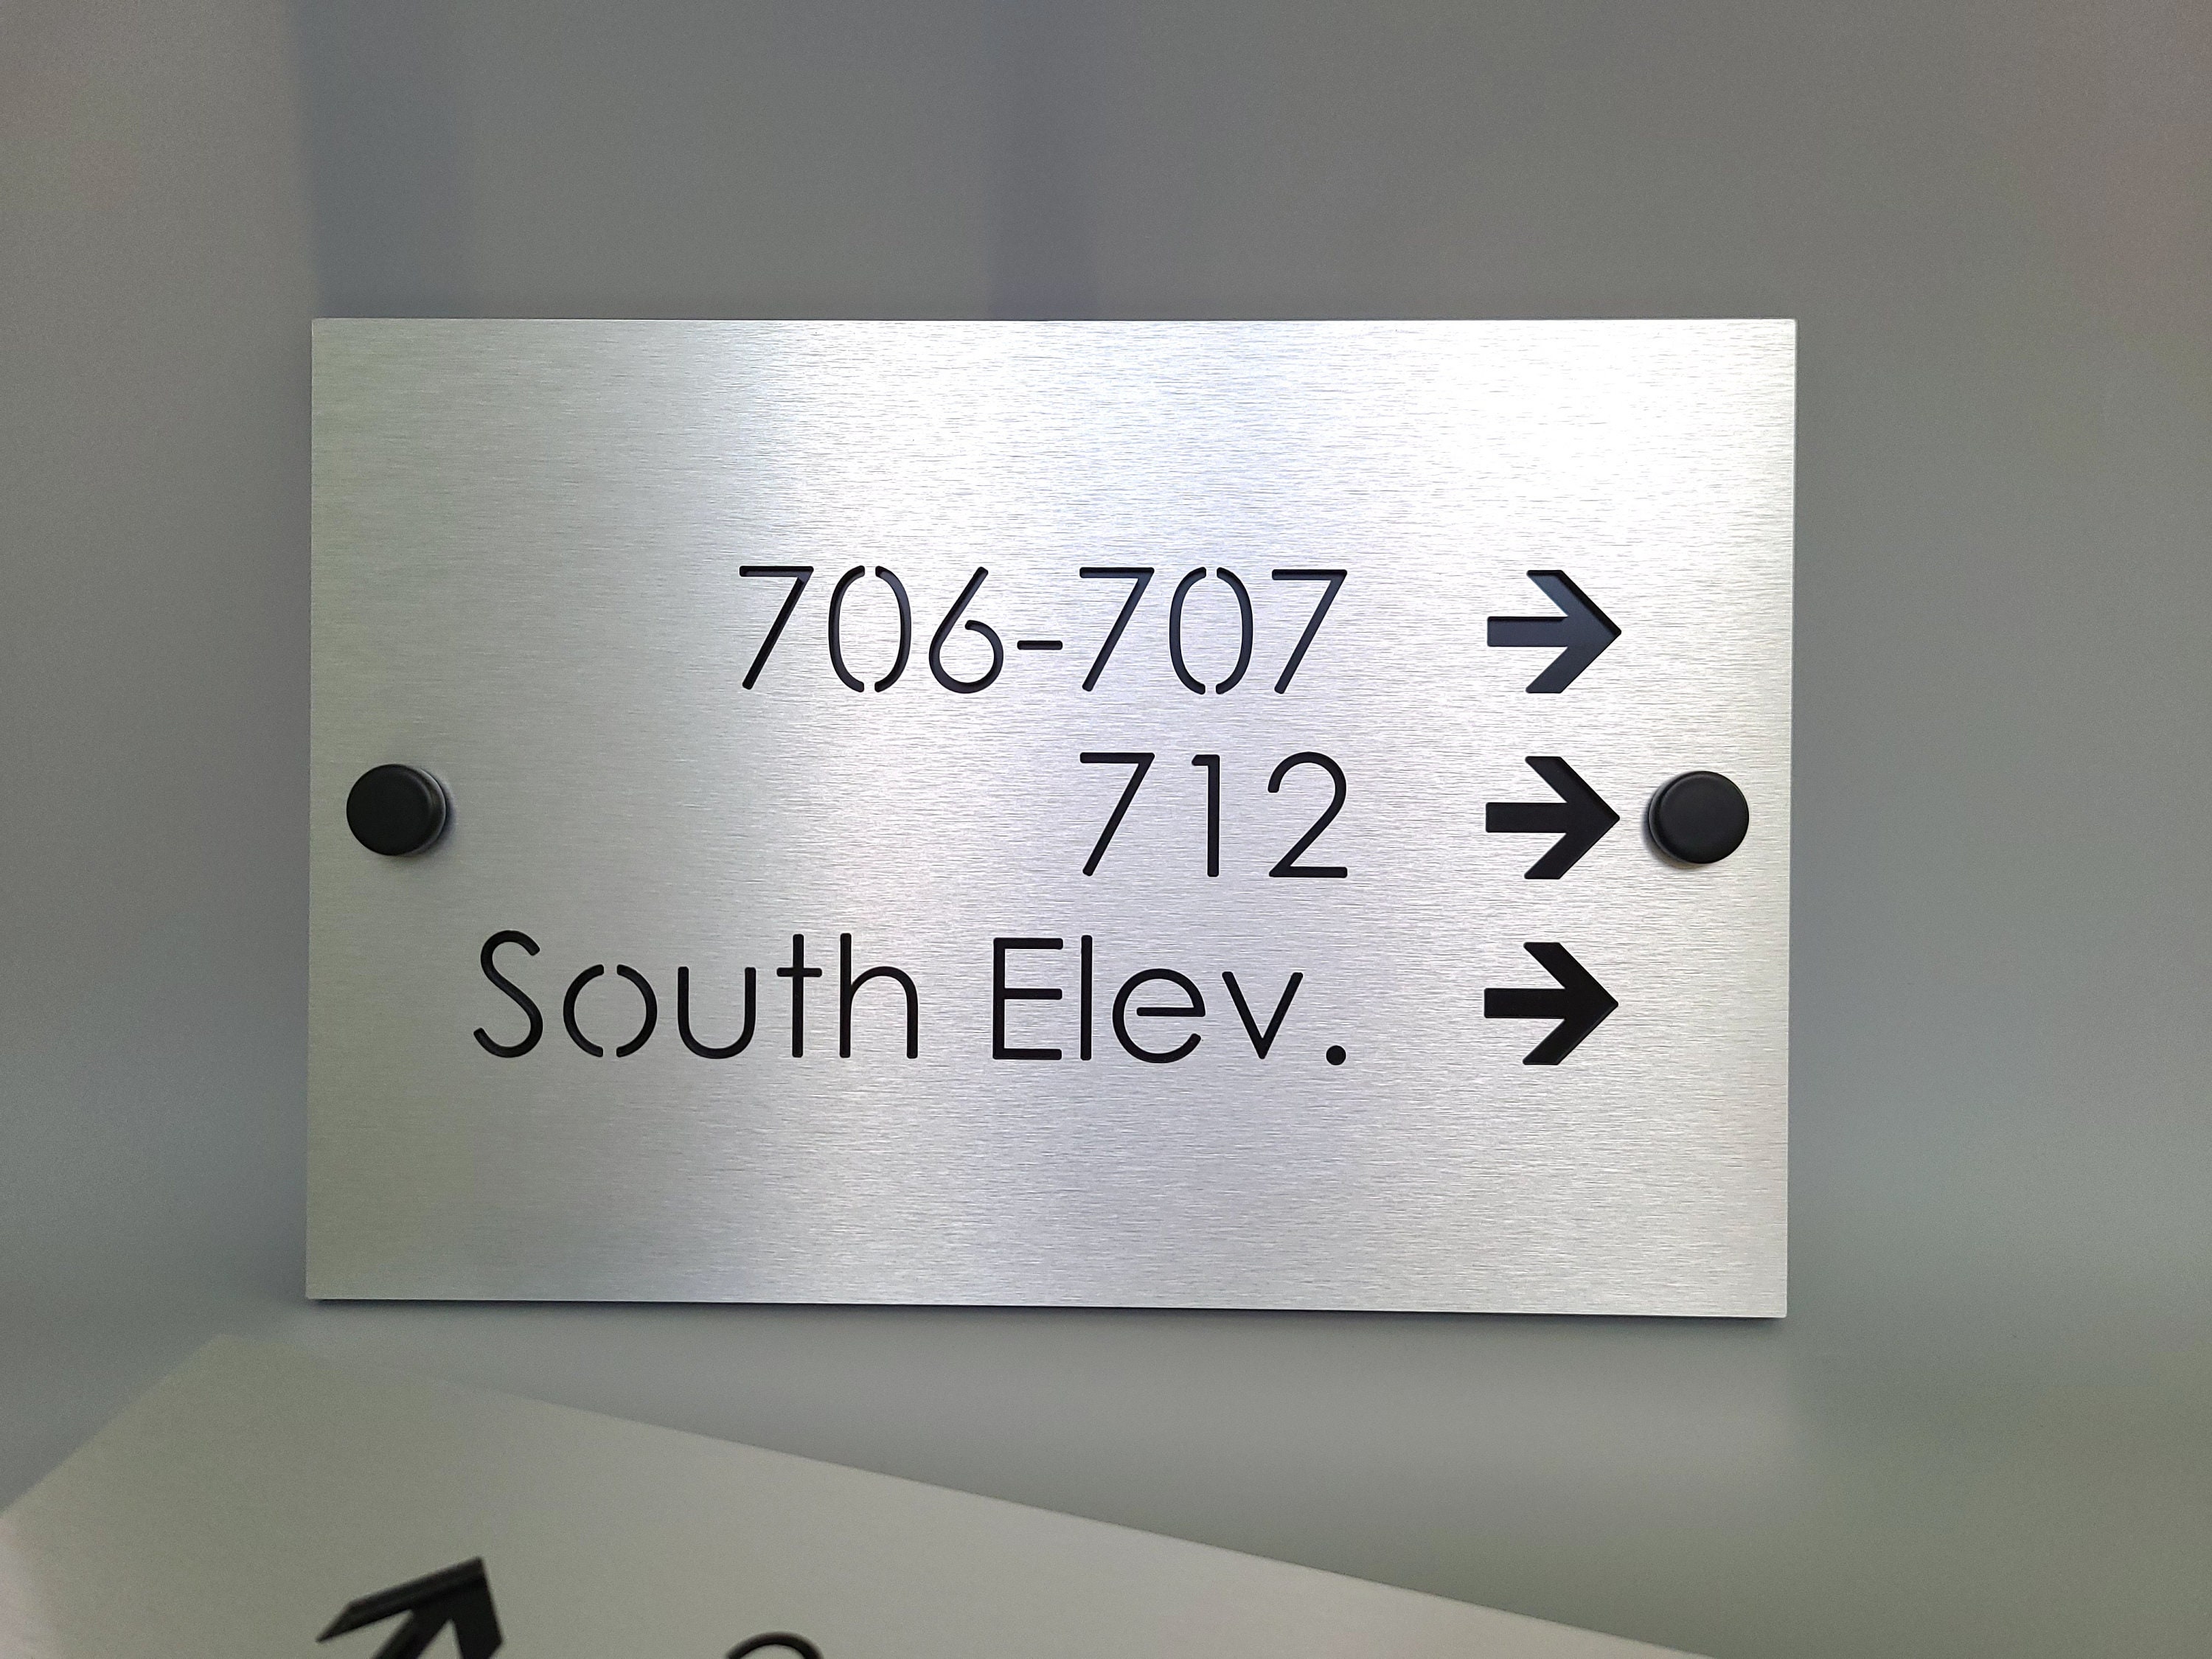 706-707 →
712 →
South Elev. →